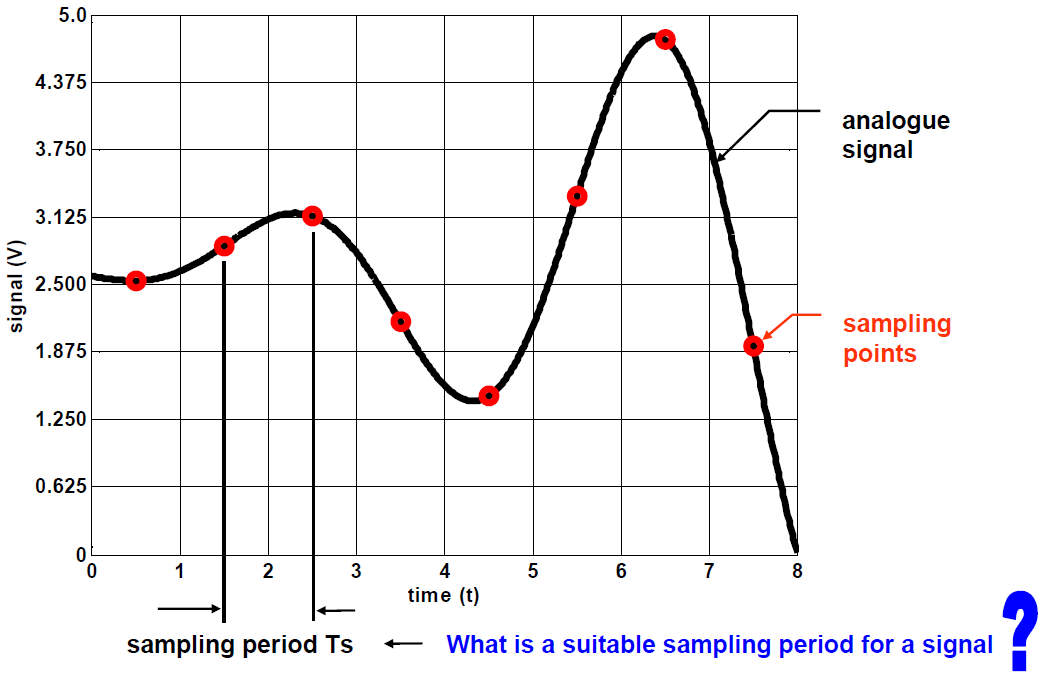 5.0
4.375
3.750
3.125
2.500
1.875
1.250
0.625
0
signal (V)
0 1 2 3 4 5 6 7 8
time (t)
analogue
signal
sampling
points
sampling period Ts
What is a suitable sampling period for a signal ?